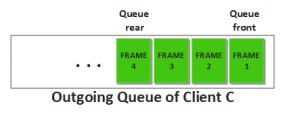 Queue rear
Queue front
. . .
FRAME 4
FRAME 3
FRAME 2
FRAME 1
Outgoing Queue of Client C